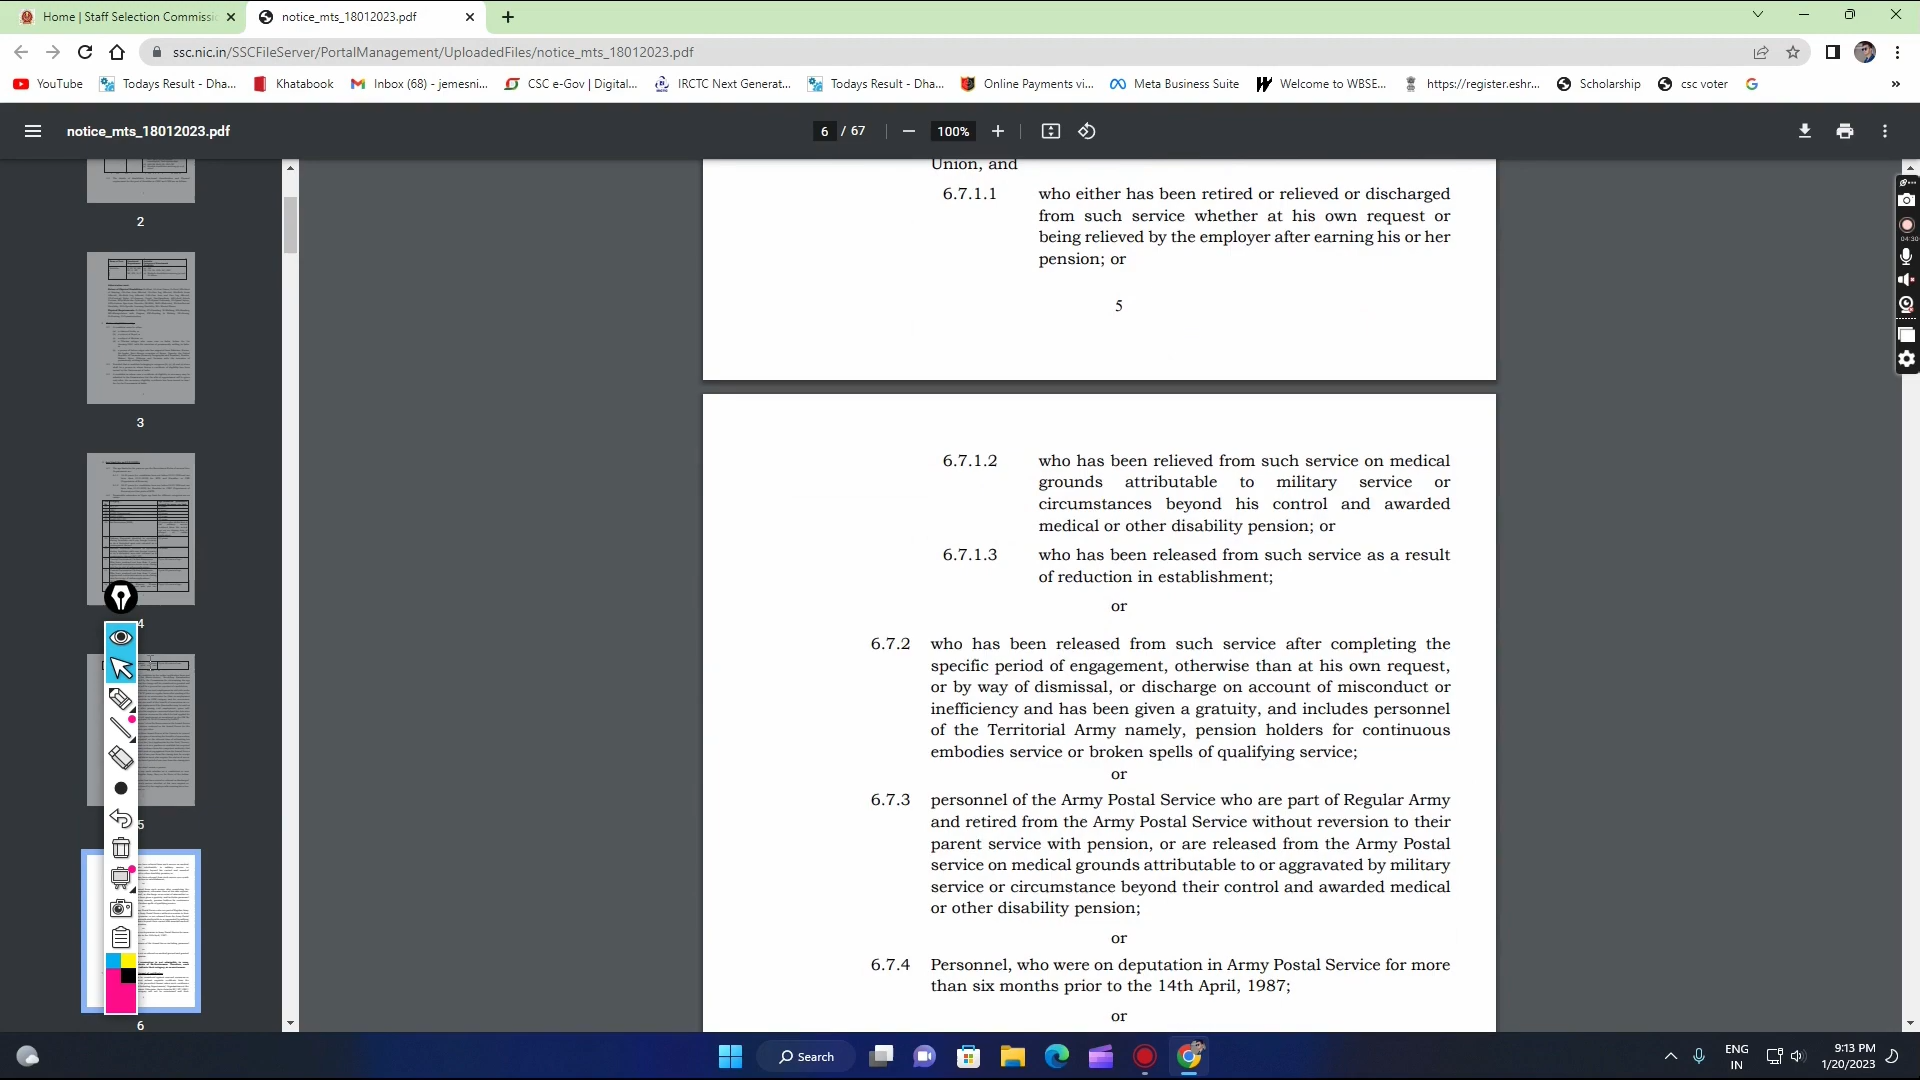 Home | Staff Selection Commissi
notice_mts_18012023.pdf
ssc.nic.in/SSCFileServer/PortalManagement/UploadedFiles/notice_mts_18012023.pdf
YouTube
Todays Result - Dha...
Khatabook
Inbox (68) - jemesni...
CSC e-Gov | Digital...
IRCTC Next Generat...
Todays Result - Dha...
Online Payments vi...
Meta Business Suite
Welcome to WBSE...
https://register.eshr...
Scholarship
csc voter
»
notice_mts_18012023.pdf
6 / 67
100%
2
3
4
5
6
04:30
Union, and
6.7.1.1 who either has been retired or relieved or discharged
from such service whether at his own request or
being relieved by the employer after earning his or her
pension; or
5
6.7.1.2 who has been relieved from such service on medical
grounds attributable to military service or
circumstances beyond his control and awarded
medical or other disability pension; or
6.7.1.3 who has been released from such service as a result
of reduction in establishment;
or
6.7.2 who has been released from such service after completing the
specific period of engagement, otherwise than at his own request,
or by way of dismissal, or discharge on account of misconduct or
inefficiency and has been given a gratuity, and includes personnel
of the Territorial Army namely, pension holders for continuous
embodies service or broken spells of qualifying service;
or
6.7.3 personnel of the Army Postal Service who are part of Regular Army
and retired from the Army Postal Service without reversion to their
parent service with pension, or are released from the Army Postal
service on medical grounds attributable to or aggravated by military
service or circumstance beyond their control and awarded medical
or other disability pension;
or
6.7.4 Personnel, who were on deputation in Army Postal Service for more
than six months prior to the 14th April, 1987;
or
Search
ENG
IN
9:13 PM
1/20/2023